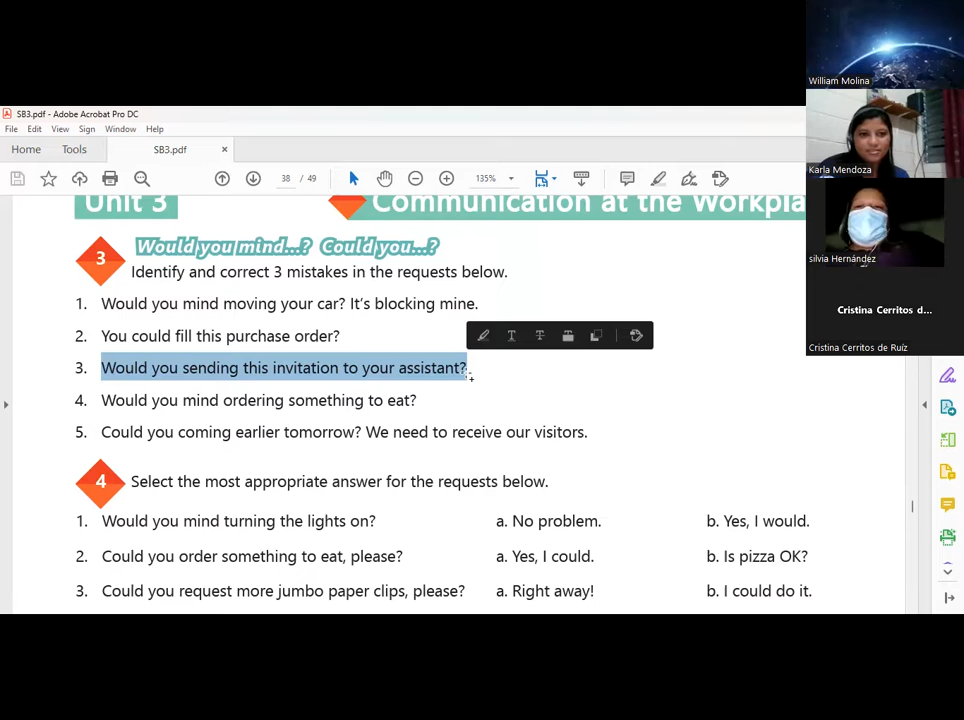 SB3.pdf - Adobe Acrobat Pro DC
File Edit View Sign Window Help
Home Tools SB3.pdf ×
38 / 49 135%
Unit 3 Communication at the Workpla
3 Would you mind...? Could you...?
Identify and correct 3 mistakes in the requests below.
1. Would you mind moving your car? It's blocking mine.
2. You could fill this purchase order?
3. Would you sending this invitation to your assistant?
4. Would you mind ordering something to eat?
5. Could you coming earlier tomorrow? We need to receive our visitors.
4 Select the most appropriate answer for the requests below.
1. Would you mind turning the lights on? a. No problem. b. Yes, I would.
2. Could you order something to eat, please? a. Yes, I could. b. Is pizza OK?
3. Could you request more jumbo paper clips, please? a. Right away! b. I could do it.
William Molina
Karla Mendoza
silvia Hernández
Cristina Cerritos d...
Cristina Cerritos de Ruíz